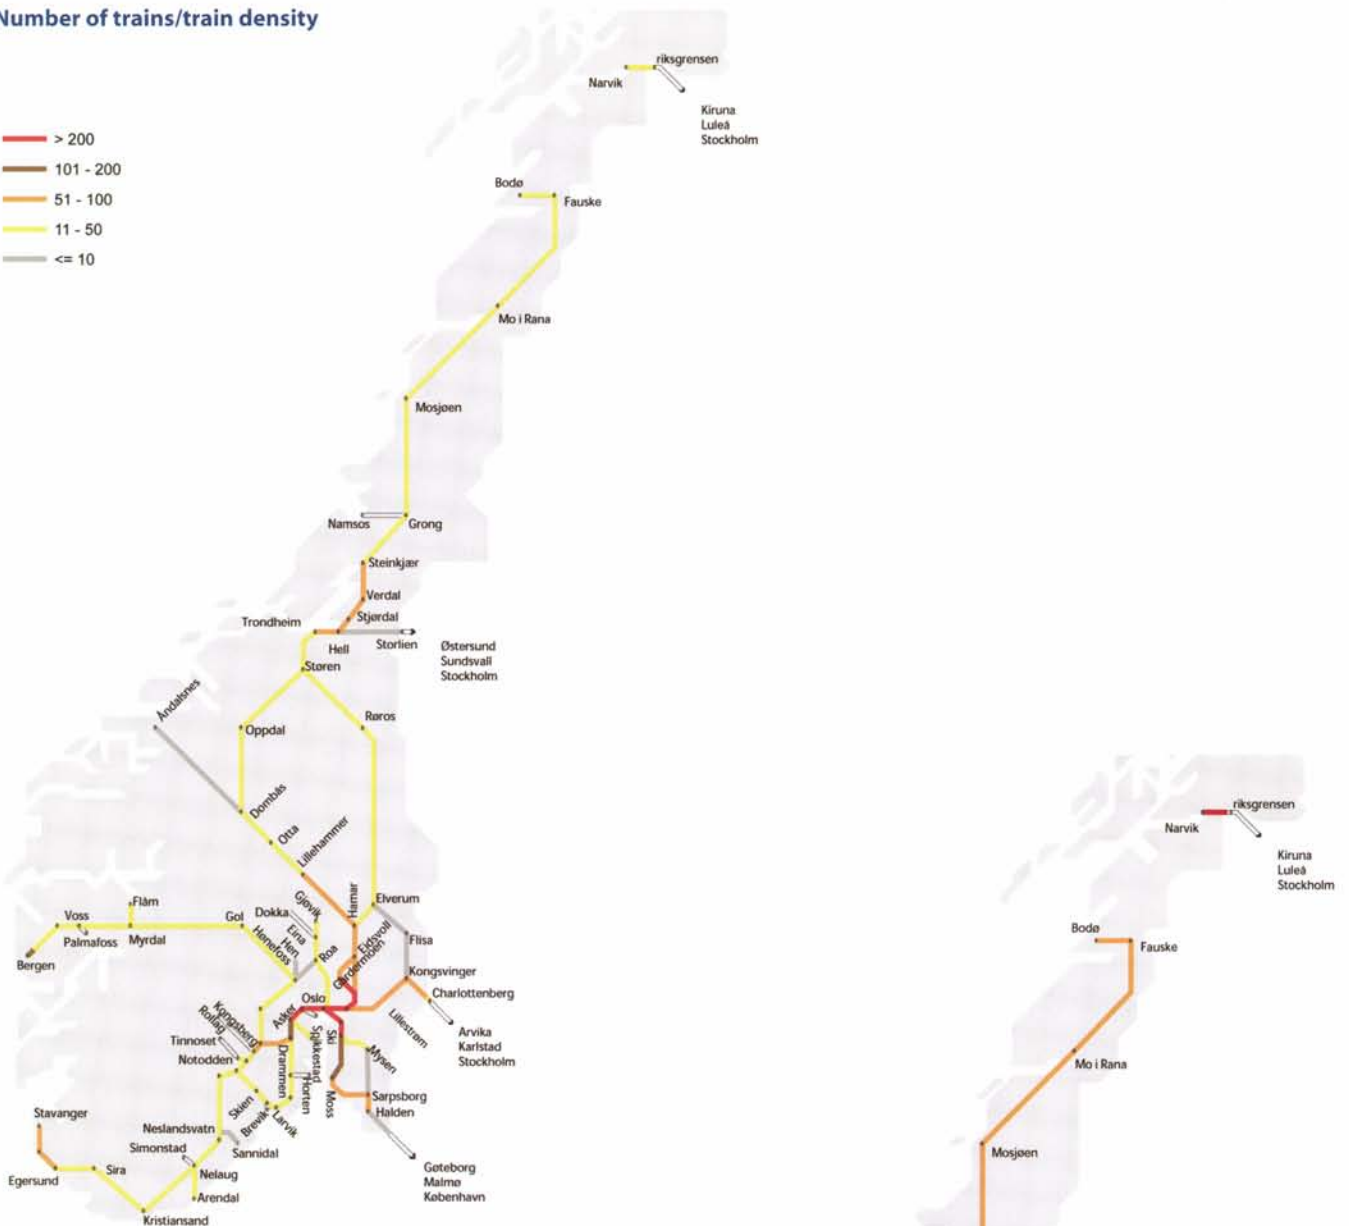 Number of trains/train density
> 200
101 - 200
51 - 100
11 - 50
<= 10
riksgrensen
Narvik
Kiruna
Luleå
Stockholm
Bodø
Fauske
Mo i Rana
Mosjøen
Namsos
Grong
Steinkjær
Verdal
Stjørdal
Trondheim
Hell
Storlien
Østersund
Sundsvall
Stockholm
Støren
Åndalsnes
Røros
Oppdal
Dombås
Otta
Lillehammer
Hamar
Elverum
Gjøvik
Dokka
Eina
Hen
Hønefoss
Roa
Flåm
Voss
Palmafoss
Myrdal
Gol
Bergen
Eidsvoll
Gardermoen
Flisa
Kongsvinger
Charlottenberg
Oslo
Lillestrøm
Arvika
Karlstad
Stockholm
Asker
Spikkestad
Ski
Mysen
Kongsberg
Rollag
Tinnoset
Notodden
Drammen
Horten
Moss
Sarpsborg
Halden
Skien
Brevik
Larvik
Stavanger
Neslandsvatn
Simonstad
Sannidal
Egersund
Sira
Nelaug
Arendal
Kristiansand
Gøteborg
Malmø
København
riksgrensen
Narvik
Kiruna
Luleå
Stockholm
Bodø
Fauske
Mo i Rana
Mosjøen